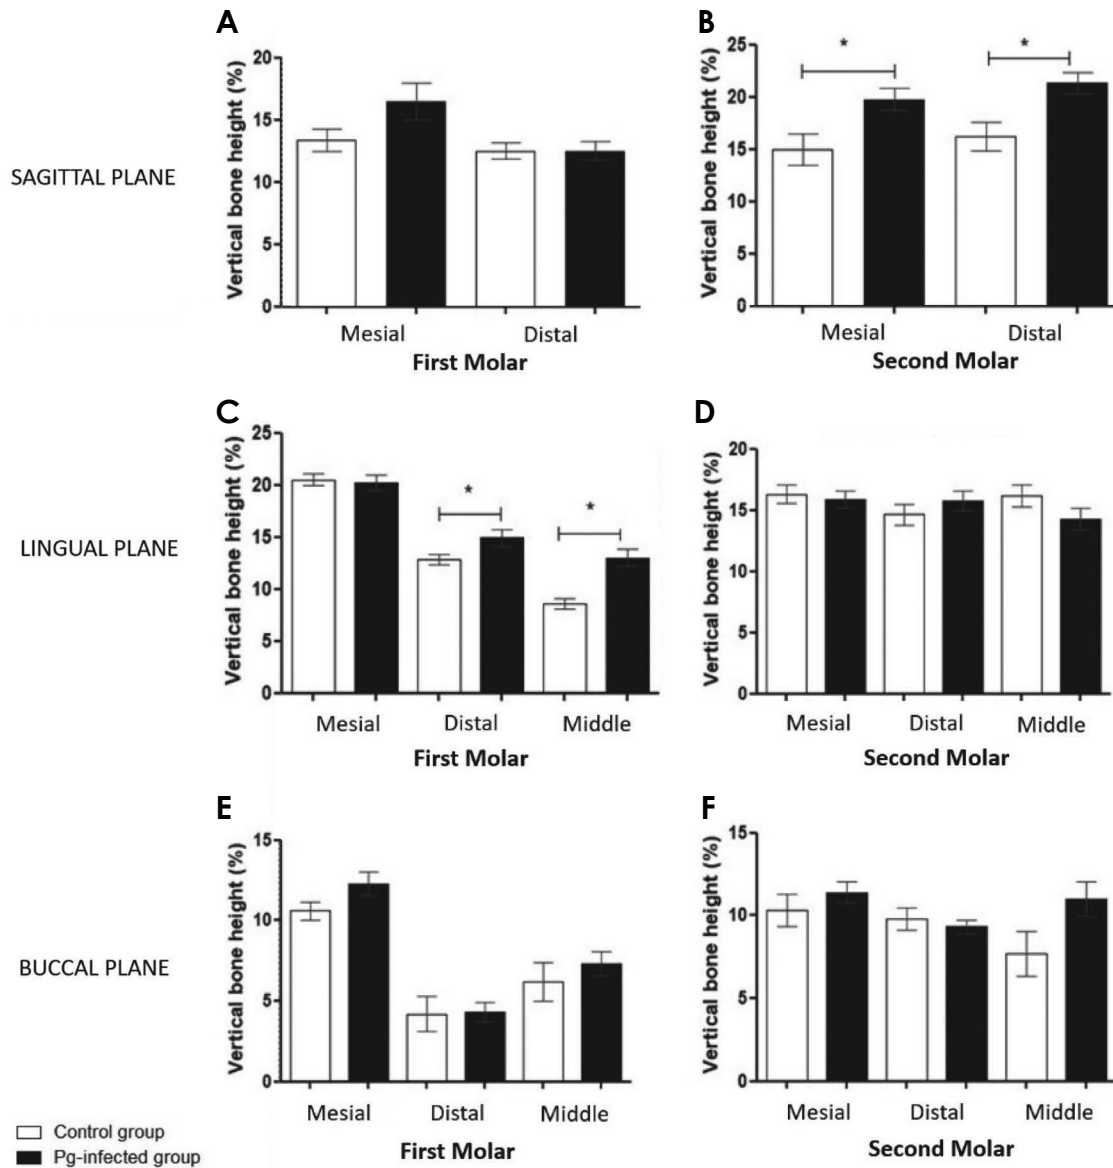 A
B
SAGITTAL PLANE
Vertical bone height (%)
20
15
10
5
0
Mesial
Distal
First Molar
Vertical bone height (%)
25
20
15
10
5
0
*
*
Mesial
Distal
Second Molar
C
D
LINGUAL PLANE
Vertical bone height (%)
25
20
15
10
5
0
*
*
Mesial
Distal
Middle
First Molar
Vertical bone height (%)
20
15
10
5
0
Mesial
Distal
Middle
Second Molar
E
F
BUCCAL PLANE
Vertical bone height (%)
15
10
5
0
Mesial
Distal
Middle
First Molar
Vertical bone height (%)
15
10
5
0
Mesial
Distal
Middle
Second Molar
Control group
Pg-infected group